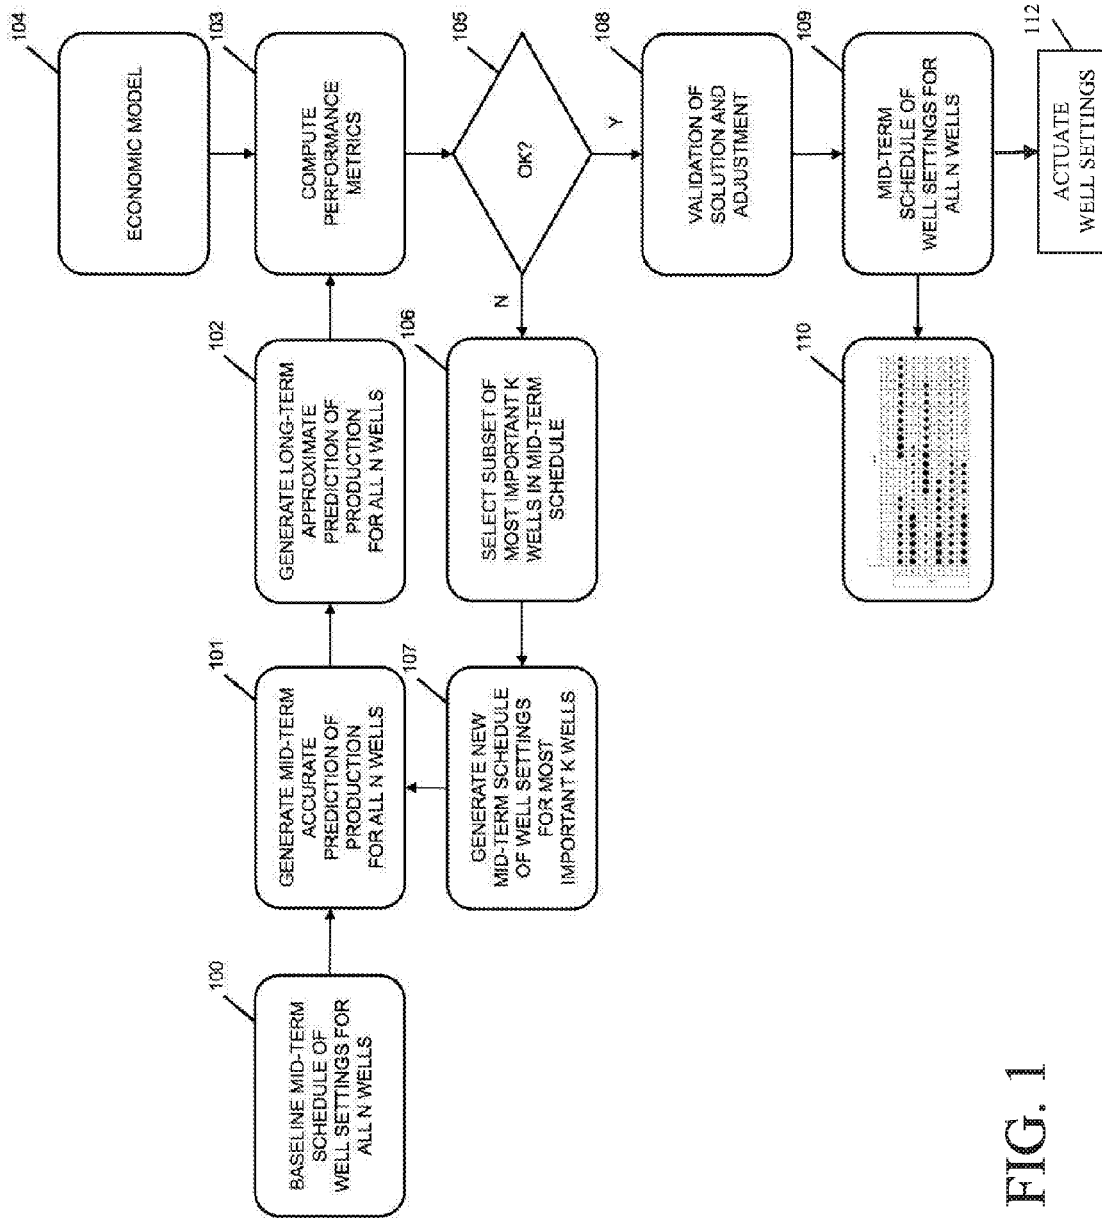 100
BASELINE MID-TERM
SCHEDULE OF
WELL SETTINGS FOR
ALL N WELLS
101
GENERATE MID-TERM
ACCURATE
PREDICTION OF
PRODUCTION
FOR ALL N WELLS
102
GENERATE LONG-TERM
APPROXIMATE
PREDICTION OF
PRODUCTION
FOR ALL N WELLS
104
ECONOMIC MODEL
103
COMPUTE
PERFORMANCE
METRICS
105
OK?
N
Y
106
SELECT SUBSET OF
MOST IMPORTANT K
WELLS IN MID-TERM
SCHEDULE
107
GENERATE NEW
MID-TERM SCHEDULE
OF WELL SETTINGS
FOR MOST
IMPORTANT K WELLS
108
VALIDATION OF
SOLUTION AND
ADJUSTMENT
109
MID-TERM
SCHEDULE OF
WELL SETTINGS FOR
ALL N WELLS
110
112
ACTUATE
WELL SETTINGS
FIG. 1